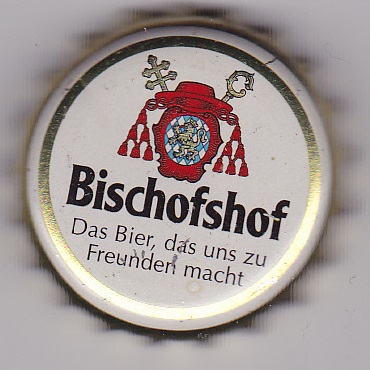 Bischofshof
Das Bier, das uns zu
Freunden macht